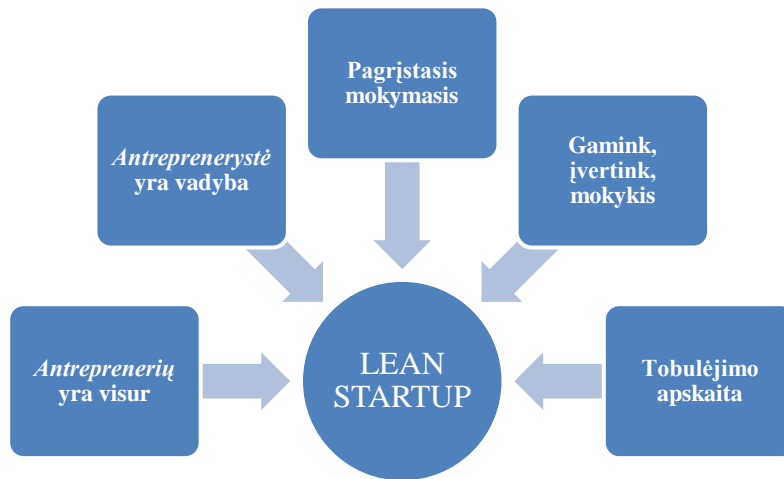 Pagrįstasis
mokymasis
Antreprenerystė
yra vadyba
Gamink,
įvertink,
mokykis
Antreprenerių
yra visur
LEAN
STARTUP
Tobulėjimo
apskaita